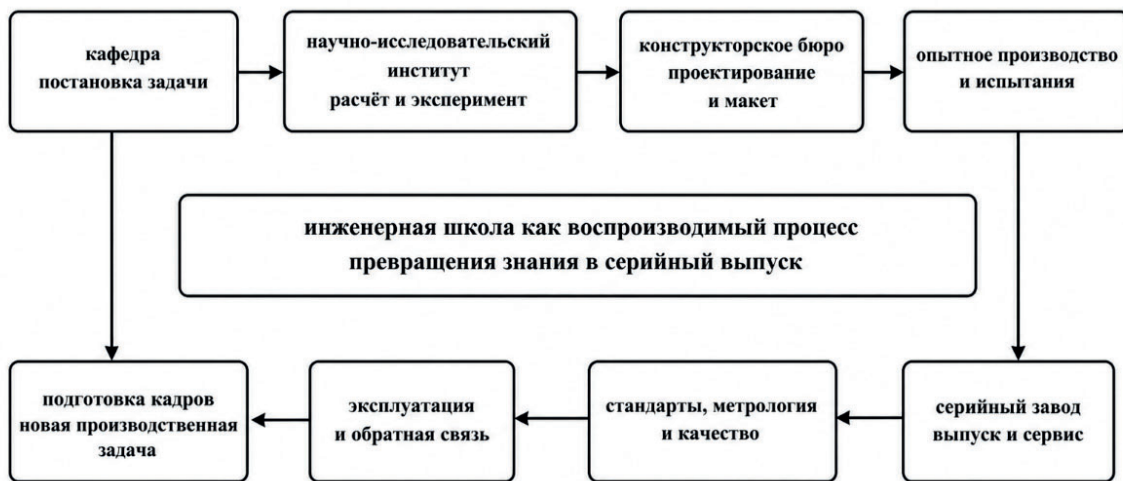 кафедра
постановка задачи
научно-исследовательский
институт
расчёт и эксперимент
конструкторское бюро
проектирование
и макет
опытное производство
и испытания
инженерная школа как воспроизводимый процесс
превращения знания в серийный выпуск
подготовка кадров
новая производственная
задача
эксплуатация
и обратная связь
стандарты, метрология
и качество
серийный завод
выпуск и сервис